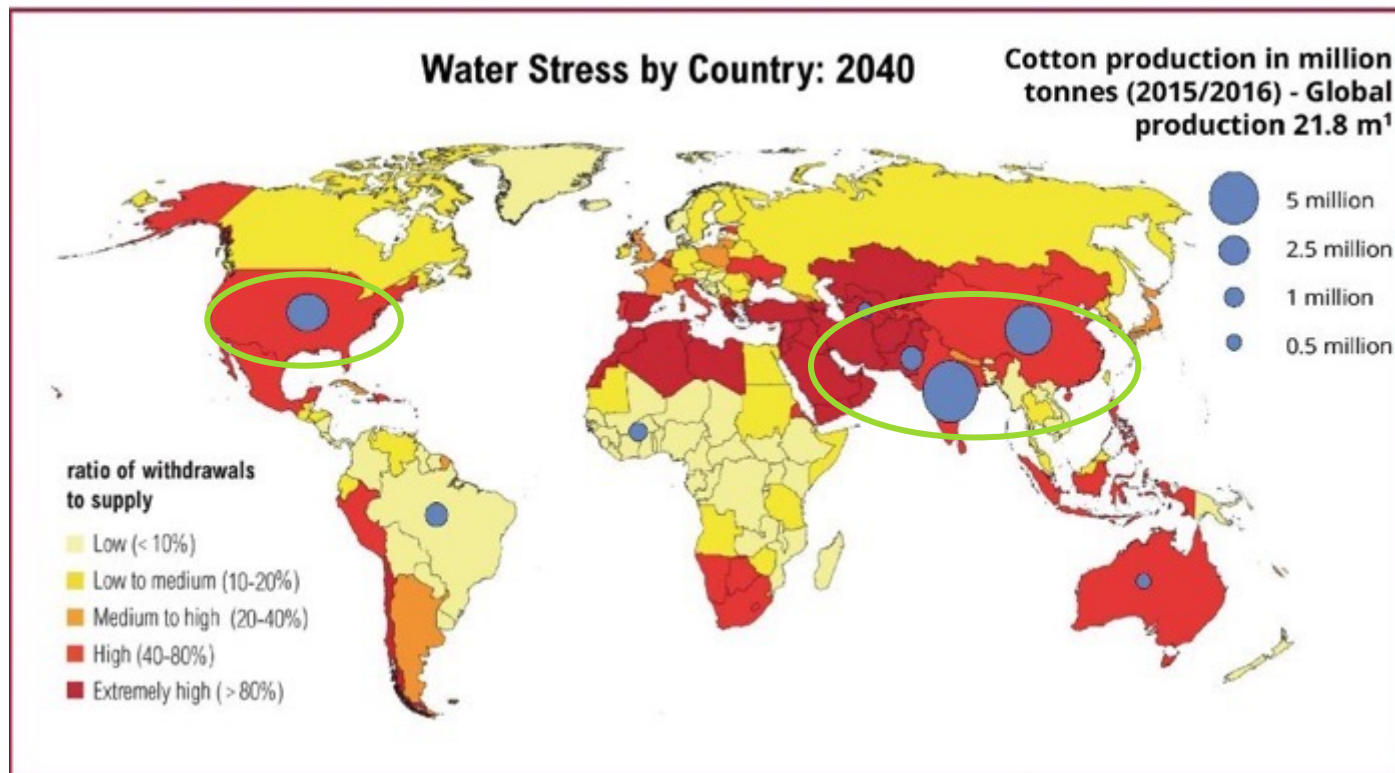 Water Stress by Country: 2040
Cotton production in million
tonnes (2015/2016) - Global
production 21.8 m¹
5 million
2.5 million
1 million
0.5 million
ratio of withdrawals
to supply
Low (< 10%)
Low to medium (10-20%)
Medium to high (20-40%)
High (40-80%)
Extremely high ( > 80%)